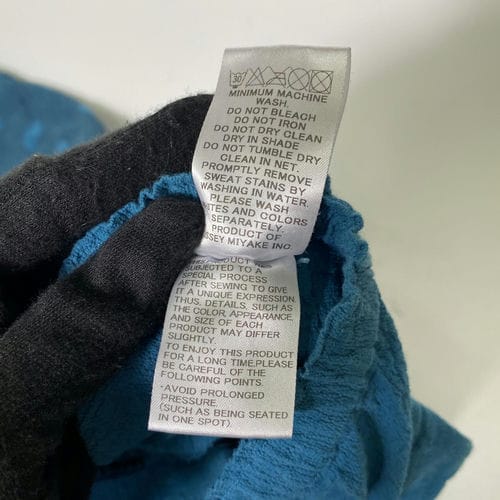 30
MINIMUM MACHINE
WASH.
DO NOT BLEACH
DO NOT IRON
DO NOT DRY CLEAN
DRY IN SHADE
DO NOT TUMBLE DRY
CLEAN IN NET.
PROMPTLY REMOVE
SWEAT STAINS BY
WASHING IN WATER.
PLEASE WASH
AND COLORS
SEPARATELY.
PRODUCT OF
MIYAKE INC.
PRODUCT
SUBJECTED TO A
SPECIAL PROCESS
AFTER SEWING TO GIVE
IT A UNIQUE EXPRESSION.
THUS, DETAILS, SUCH AS
THE COLOR, APPEARANCE,
AND SIZE OF EACH
PRODUCT MAY DIFFER
SLIGHTLY.
TO ENJOY THIS PRODUCT
FOR A LONG TIME,PLEASE
BE CAREFUL OF THE
FOLLOWING POINTS.
-AVOID PROLONGED
PRESSURE.
(SUCH AS BEING SEATED
IN ONE SPOT)